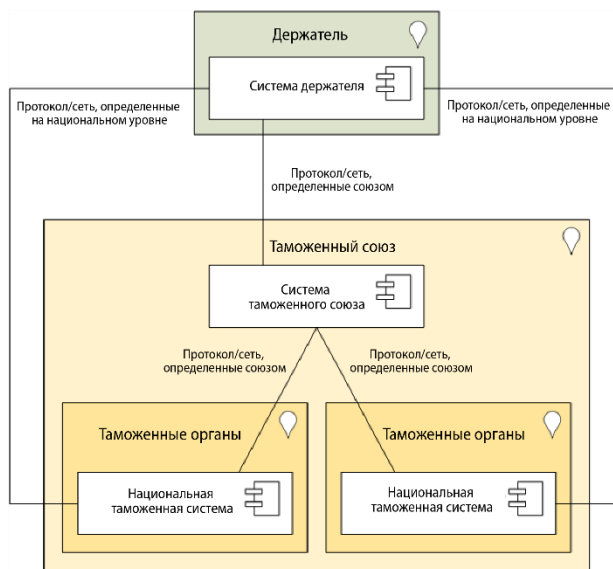 Держатель
Система держателя
Протокол/сеть, определенные
на национальном уровне
Протокол/сеть, определенные
на национальном уровне
Протокол/сеть,
определенные союзом
Таможенный союз
Система
таможенного союза
Протокол/сеть,
определенные союзом
Протокол/сеть,
определенные союзом
Таможенные органы
Национальная
таможенная система
Таможенные органы
Национальная
таможенная система